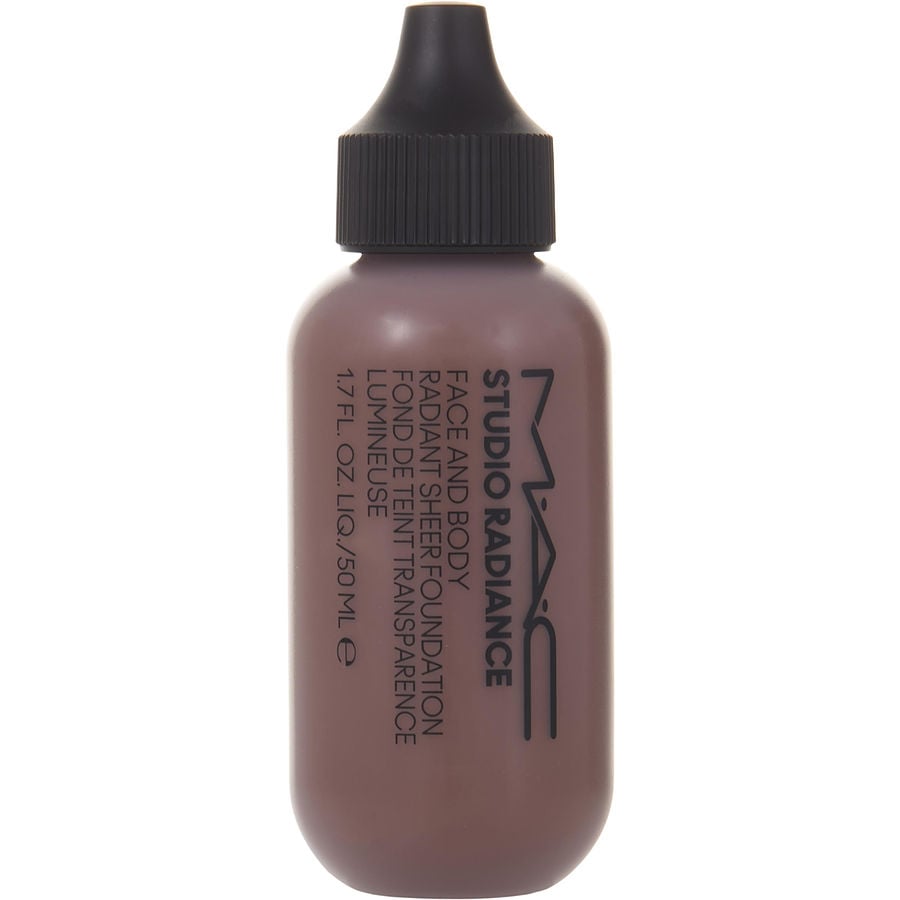 M·A·C
STUDIO RADIANCE
FACE AND BODY
RADIANT SHEER FOUNDATION
FOND DE TEINT TRANSPARENCE
LUMINEUSE
1.7 FL. OZ. LIQ./50 ML ℮